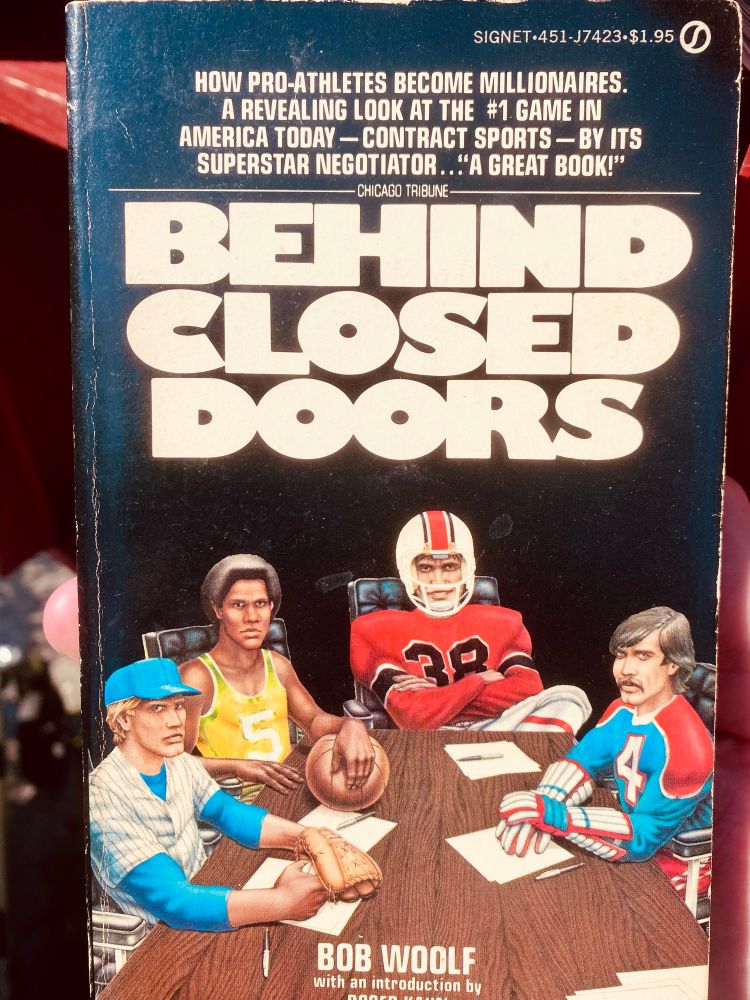 SIGNET•451-J7423•$1.95
HOW PRO-ATHLETES BECOME MILLIONAIRES.
A REVEALING LOOK AT THE #1 GAME IN
AMERICA TODAY—CONTRACT SPORTS—BY ITS
SUPERSTAR NEGOTIATOR..."A GREAT BOOK!"
CHICAGO TRIBUNE
BEHIND
CLOSED
DOORS
38
5
4
BOB WOOLF
with an introduction by